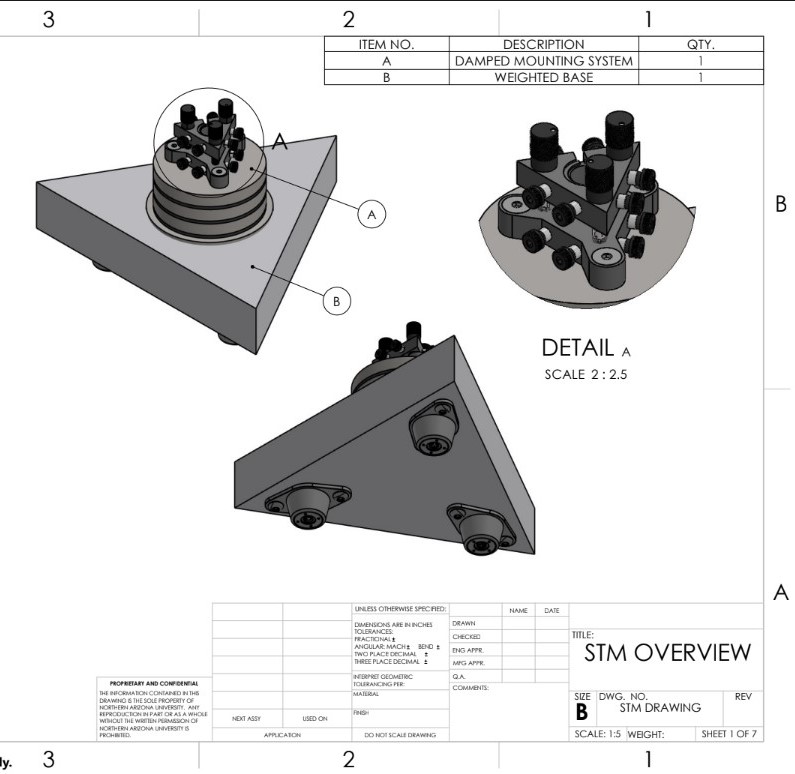 3 2 1
ITEM NO. DESCRIPTION QTY.
A DAMPED MOUNTING SYSTEM 1
B WEIGHTED BASE 1
A
A
B
B
DETAIL A
SCALE 2 : 2.5
A
UNLESS OTHERWISE SPECIFIED:
DIMENSIONS ARE IN INCHES
TOLERANCES:
FRACTIONAL ±
ANGULAR: MACH ± BEND ±
TWO PLACE DECIMAL ±
THREE PLACE DECIMAL ±
INTERPRET GEOMETRIC
TOLERANCING PER:
MATERIAL
FINISH
DO NOT SCALE DRAWING
NAME DATE
DRAWN
CHECKED
ENG APPR.
MFG APPR.
Q.A.
COMMENTS:
TITLE:
STM OVERVIEW
SIZE DWG. NO. REV
B STM DRAWING
SCALE: 1:5 WEIGHT: SHEET 1 OF 7
PROPRIETARY AND CONFIDENTIAL
THE INFORMATION CONTAINED IN THIS
DRAWING IS THE SOLE PROPERTY OF
NORTHERN ARIZONA UNIVERSITY. ANY
REPRODUCTION IN PART OR AS A WHOLE
WITHOUT THE WRITTEN PERMISSION OF
NORTHERN ARIZONA UNIVERSITY IS
PROHIBITED.
NEXT ASSY USED ON
APPLICATION
ly. 3 2 1